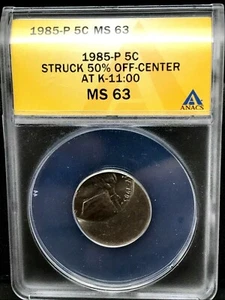 1985-P 5C MS 63
1985-P 5C
STRUCK 50% OFF-CENTER
AT K-11:00
MS 63
ANACS